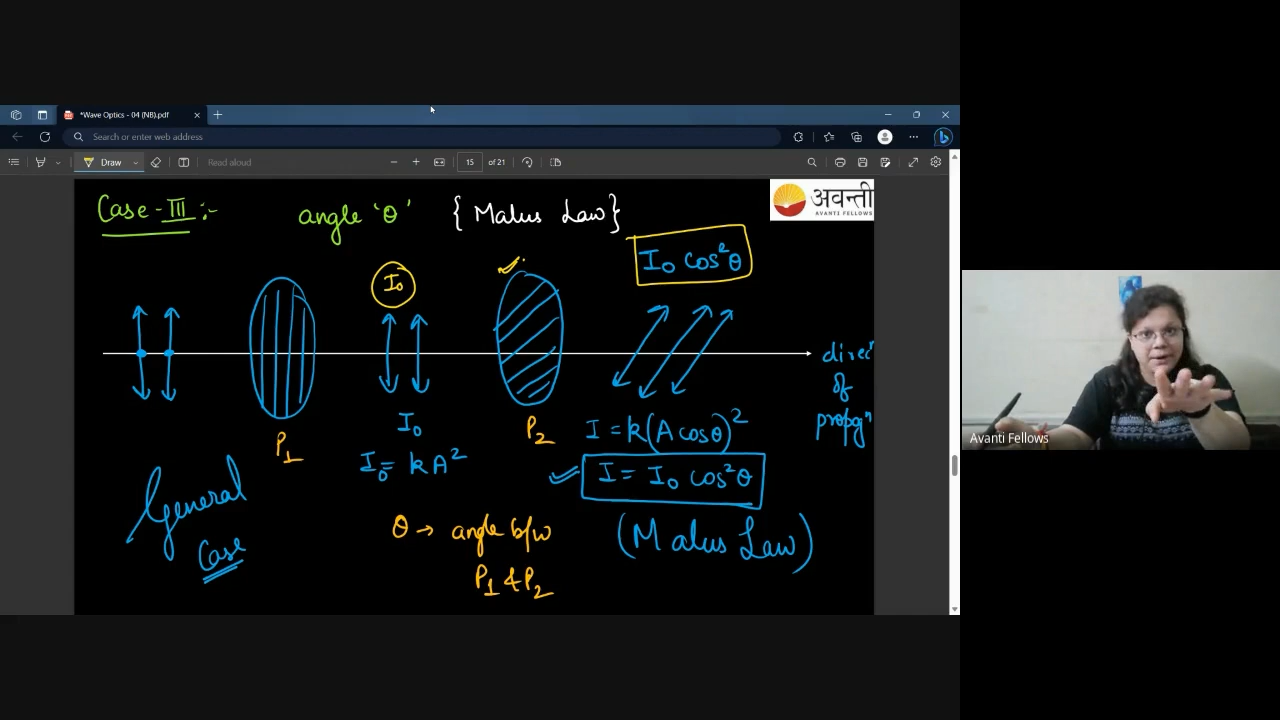 *Wave Optics - 04 (NB).pdf
Search or enter web address
Draw
Read aloud
15 of 21
Case-III :-
angle 'θ' { Malus Law }
अवन्ती
AVANTI FELLOWS
I₀
I₀ cos²θ
direcⁿ
of
propgⁿ
P₁
I₀
I₀ = kA²
P₂
I = k(A cosθ)²
I = I₀ cos²θ
(Malus Law)
General
Case
θ → angle b/w
P₁ & P₂
Avanti Fellows